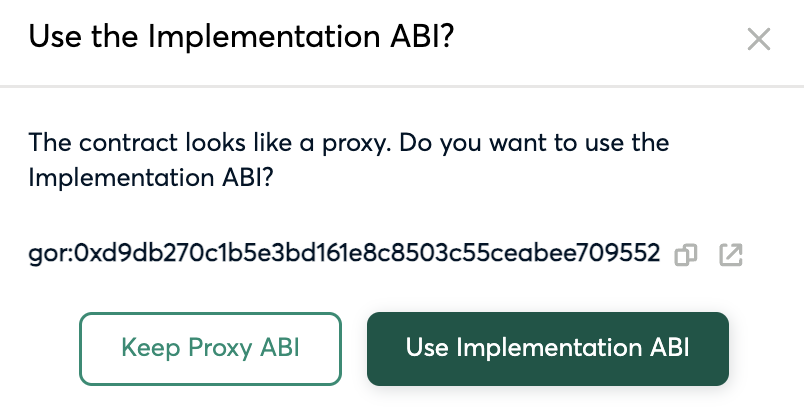 Use the Implementation ABI?
The contract looks like a proxy. Do you want to use the
Implementation ABI?
gor:0xd9db270c1b5e3bd161e8c8503c55ceabee709552
Keep Proxy ABI
Use Implementation ABI